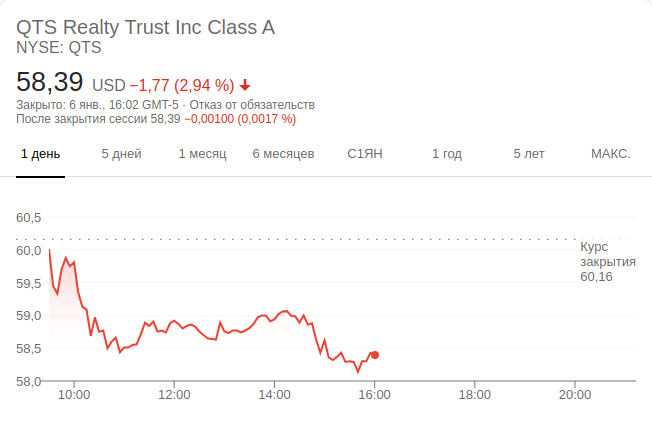 QTS Realty Trust Inc Class A
NYSE: QTS
58,39 USD −1,77 (2,94 %)
Закрыто: 6 янв., 16:02 GMT-5 · Отказ от обязательств
После закрытия сессии 58,39 −0,00100 (0,0017 %)
1 день 5 дней 1 месяц 6 месяцев С1ЯН 1 год 5 лет МАКС.
60,5
60,0
59,5
59,0
58,5
58,0
Курс
закрытия
60,16
10:00 12:00 14:00 16:00 18:00 20:00